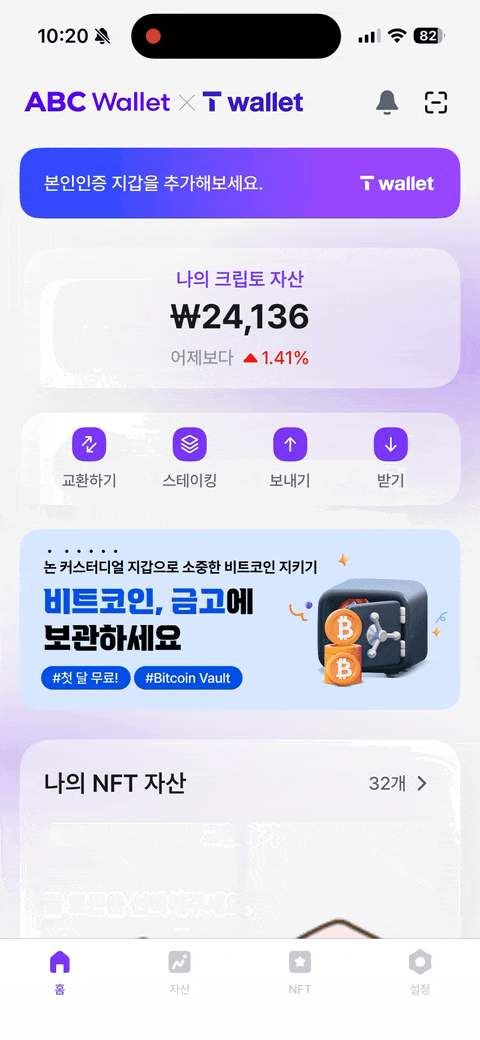 10:20
82
ABC Wallet × T wallet
본인인증 지갑을 추가해보세요.
T wallet
나의 크립토 자산
₩24,136
어제보다 ▲ 1.41%
교환하기 스테이킹 보내기 받기
논 커스터디얼 지갑으로 소중한 비트코인 지키기
비트코인, 금고에
보관하세요
#첫 달 무료! #Bitcoin Vault
나의 NFT 자산
32개
홈 자산 NFT 설정